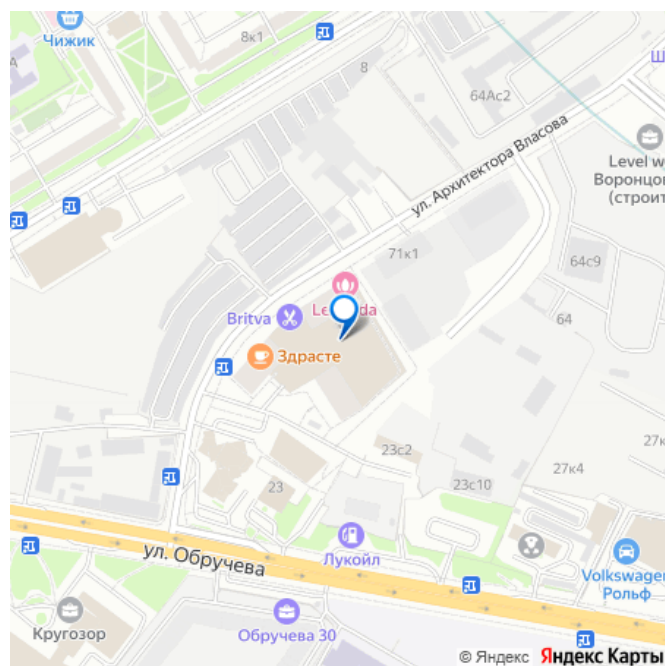 Чижик
8к1
8
64Ас2
ул. Архитектора Власова
Level w
Воронцов
(строит
71к1
64с9
Britva
Здрасте
64
23с2
23
23с10
27к4
27к
ул. Обручева
Лукойл
Volkswagen
Рольф
Кругозор
Обручева 30
© Яндекс Яндекс Карты